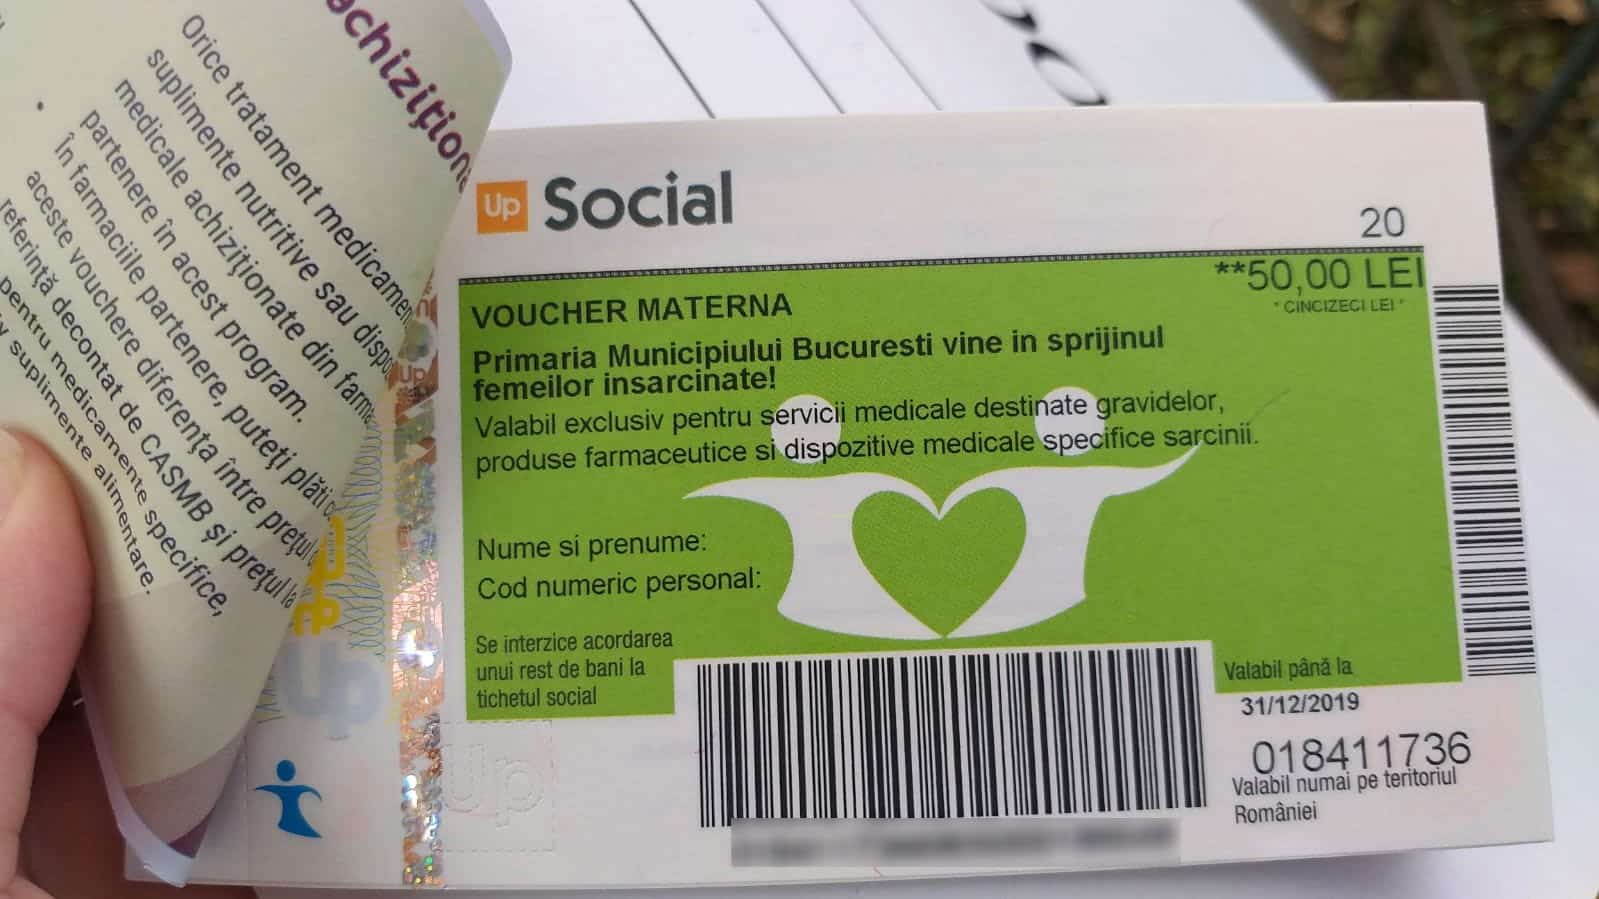 achizițion
Orice tratament medicamen
suplimente nutritive sau dispo
medicale achiziționate din farm
partenere în acest program.
În farmaciile partenere, puteți plăti c
aceste vouchere diferența între prețul
referință decontat de CASMB și prețul la
pentru medicamente specifice,
suplimente alimentare.
Up Social
20
**50,00 LEI
* CINCIZECI LEI *
VOUCHER MATERNA
Primaria Municipiului Bucuresti vine in sprijinul
femeilor insarcinate!
Valabil exclusiv pentru servicii medicale destinate gravidelor,
produse farmaceutice si dispozitive medicale specifice sarcinii.
Nume si prenume:
Cod numeric personal:
Se interzice acordarea
unui rest de bani la
tichetul social
Valabil până la
31/12/2019
018411736
Valabil numai pe teritoriul
României
Up
Up
Up